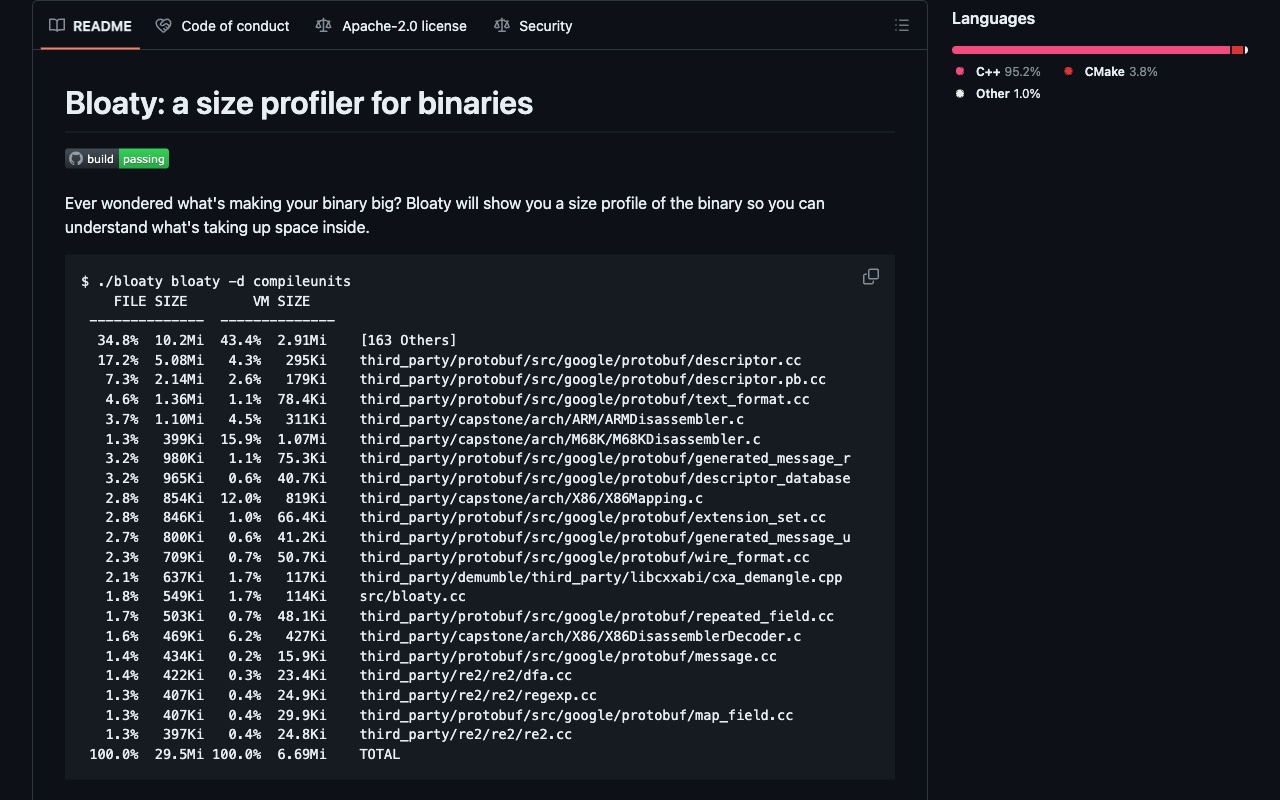 README Code of conduct Apache-2.0 license Security
Bloaty: a size profiler for binaries
build passing
Ever wondered what's making your binary big? Bloaty will show you a size profile of the binary so you can
understand what's taking up space inside.
$ ./bloaty bloaty -d compileunits
    FILE SIZE        VM SIZE
 --------------  --------------
  34.8%  10.2Mi  43.4%  2.91Mi    [163 Others]
  17.2%  5.08Mi   4.3%   295Ki    third_party/protobuf/src/google/protobuf/descriptor.cc
   7.3%  2.14Mi   2.6%   179Ki    third_party/protobuf/src/google/protobuf/descriptor.pb.cc
   4.6%  1.36Mi   1.1%  78.4Ki    third_party/protobuf/src/google/protobuf/text_format.cc
   3.7%  1.10Mi   4.5%   311Ki    third_party/capstone/arch/ARM/ARMDisassembler.c
   1.3%   399Ki  15.9%  1.07Mi    third_party/capstone/arch/M68K/M68KDisassembler.c
   3.2%   980Ki   1.1%  75.3Ki    third_party/protobuf/src/google/protobuf/generated_message_r
   3.2%   965Ki   0.6%  40.7Ki    third_party/protobuf/src/google/protobuf/descriptor_database
   2.8%   854Ki  12.0%   819Ki    third_party/capstone/arch/X86/X86Mapping.c
   2.8%   846Ki   1.0%  66.4Ki    third_party/protobuf/src/google/protobuf/extension_set.cc
   2.7%   800Ki   0.6%  41.2Ki    third_party/protobuf/src/google/protobuf/generated_message_u
   2.3%   709Ki   0.7%  50.7Ki    third_party/protobuf/src/google/protobuf/wire_format.cc
   2.1%   637Ki   1.7%   117Ki    third_party/demumble/third_party/libcxxabi/cxa_demangle.cpp
   1.8%   549Ki   1.7%   114Ki    src/bloaty.cc
   1.7%   503Ki   0.7%  48.1Ki    third_party/protobuf/src/google/protobuf/repeated_field.cc
   1.6%   469Ki   6.2%   427Ki    third_party/capstone/arch/X86/X86DisassemblerDecoder.c
   1.4%   434Ki   0.2%  15.9Ki    third_party/protobuf/src/google/protobuf/message.cc
   1.4%   422Ki   0.3%  23.4Ki    third_party/re2/re2/dfa.cc
   1.3%   407Ki   0.4%  24.9Ki    third_party/re2/re2/regexp.cc
   1.3%   407Ki   0.4%  29.9Ki    third_party/protobuf/src/google/protobuf/map_field.cc
   1.3%   397Ki   0.4%  24.8Ki    third_party/re2/re2/re2.cc
 100.0%  29.5Mi 100.0%  6.69Mi    TOTAL
Languages
C++ 95.2% CMake 3.8%
Other 1.0%